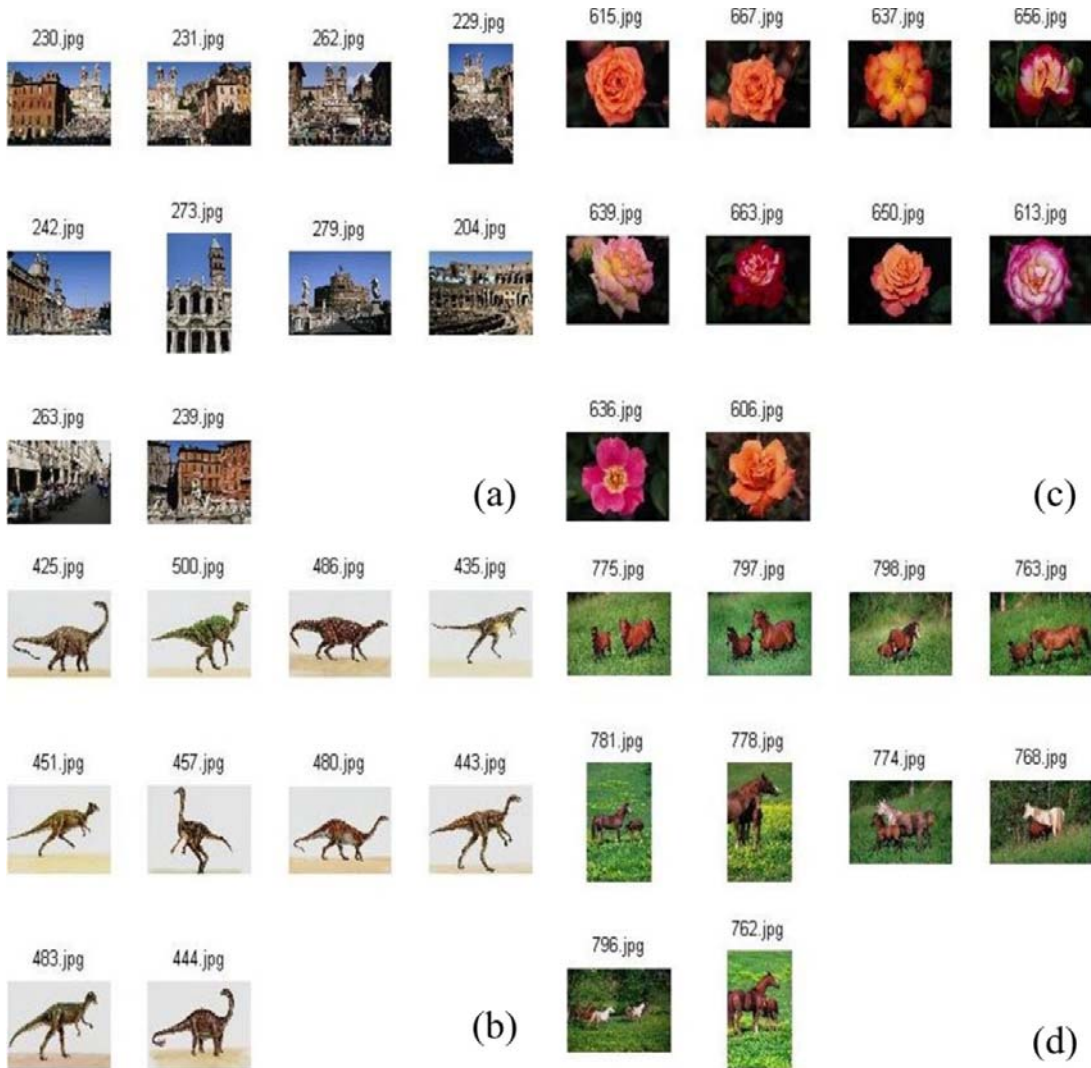 230.jpg 231.jpg 262.jpg 229.jpg
242.jpg 273.jpg 279.jpg 204.jpg
263.jpg 239.jpg
(a)
615.jpg 667.jpg 637.jpg 656.jpg
639.jpg 663.jpg 650.jpg 613.jpg
636.jpg 606.jpg
(c)
425.jpg 500.jpg 486.jpg 435.jpg
451.jpg 457.jpg 480.jpg 443.jpg
483.jpg 444.jpg
(b)
775.jpg 797.jpg 798.jpg 763.jpg
781.jpg 778.jpg 774.jpg 768.jpg
796.jpg 762.jpg
(d)